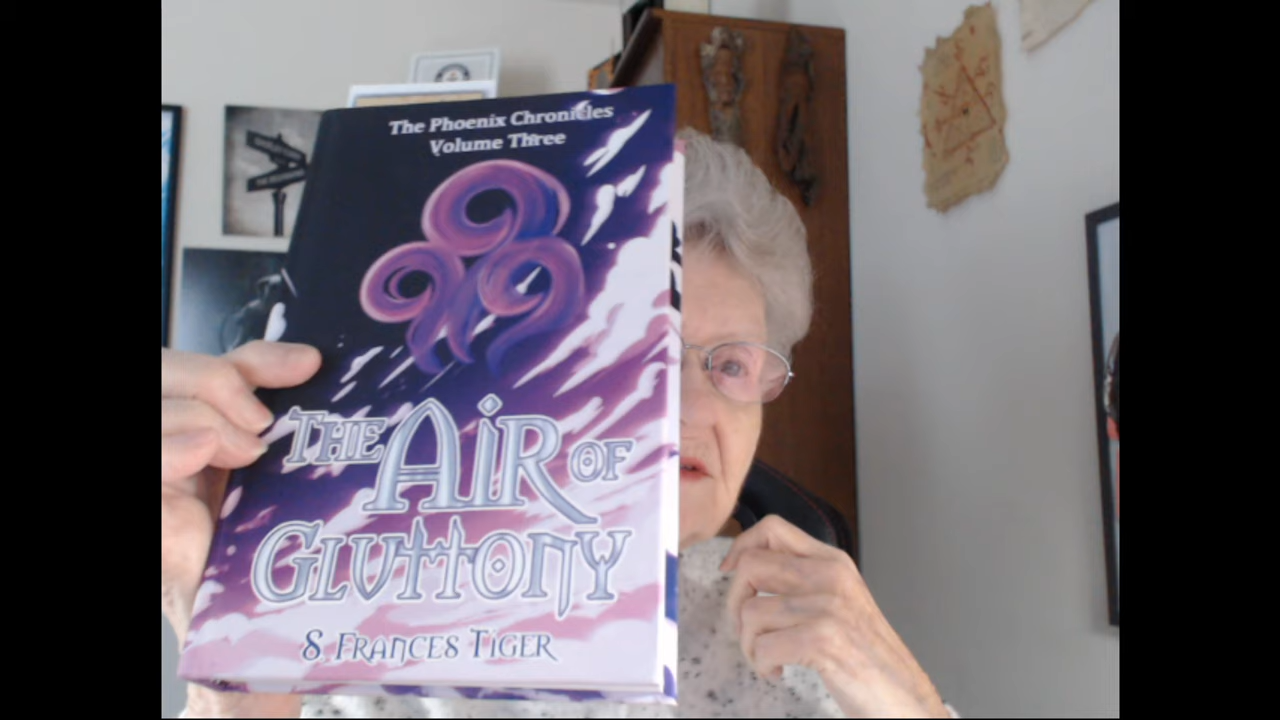 The Phoenix Chronicles
Volume Three
The Air of
Gluttony
S Frances Tiger